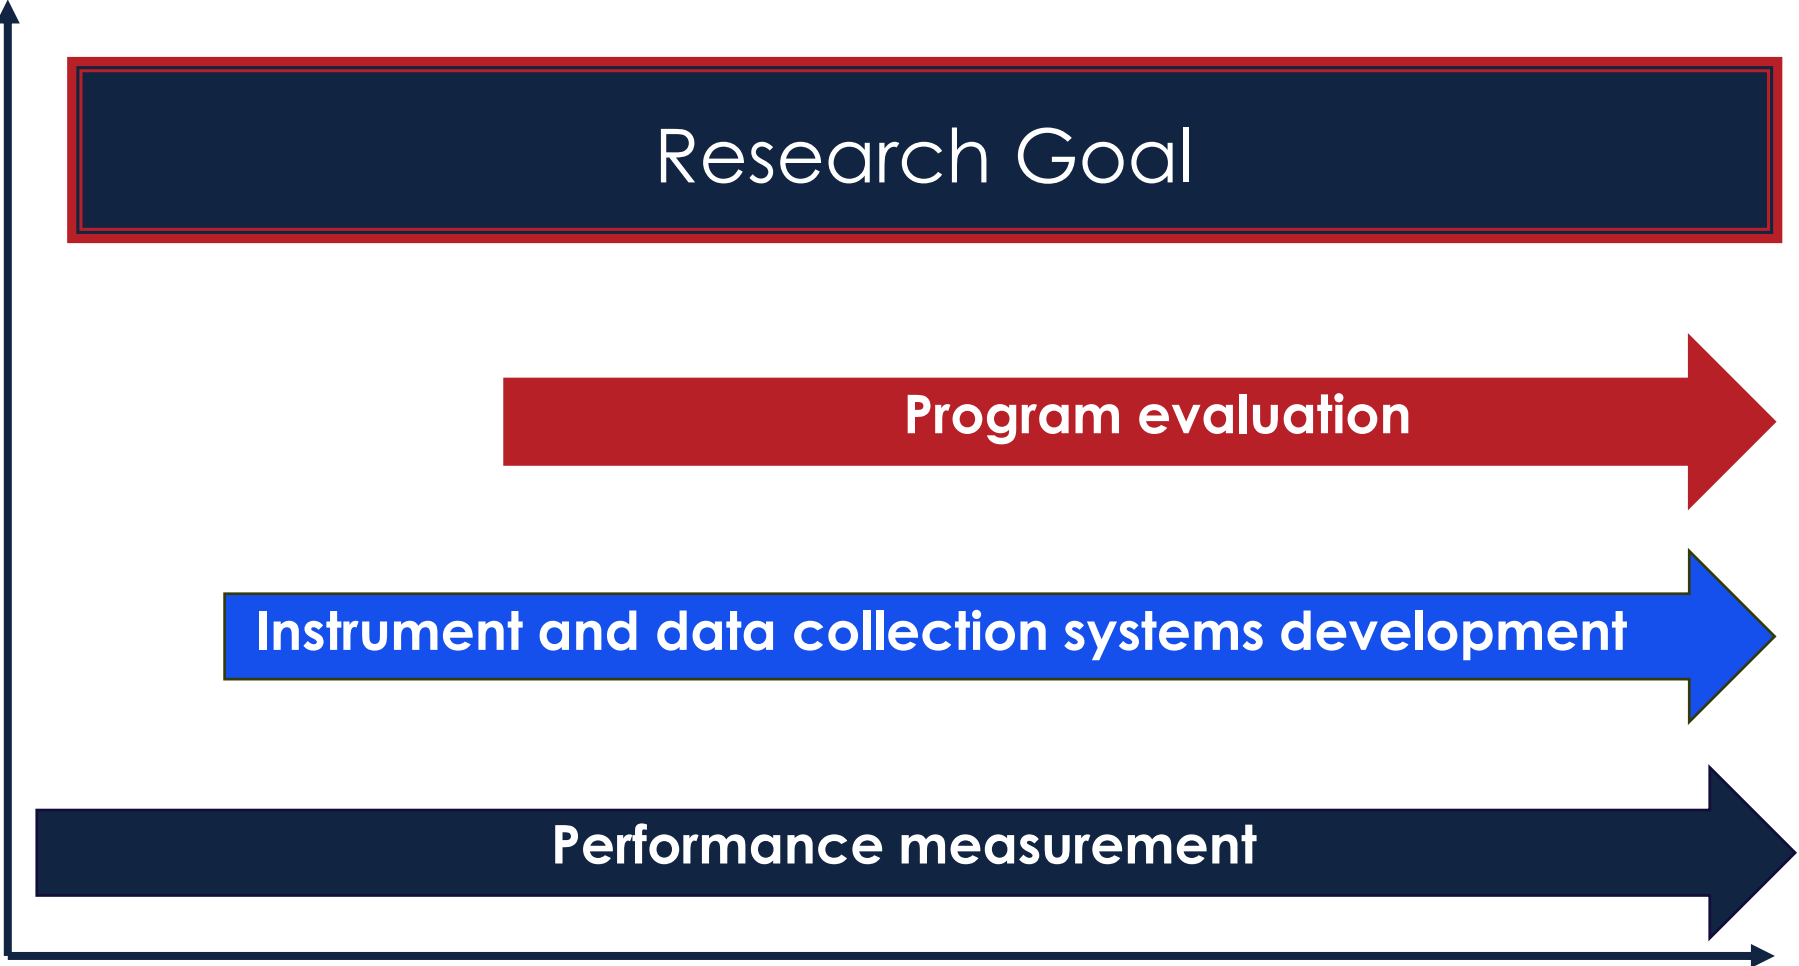 Research Goal
Program evaluation
Instrument and data collection systems development
Performance measurement